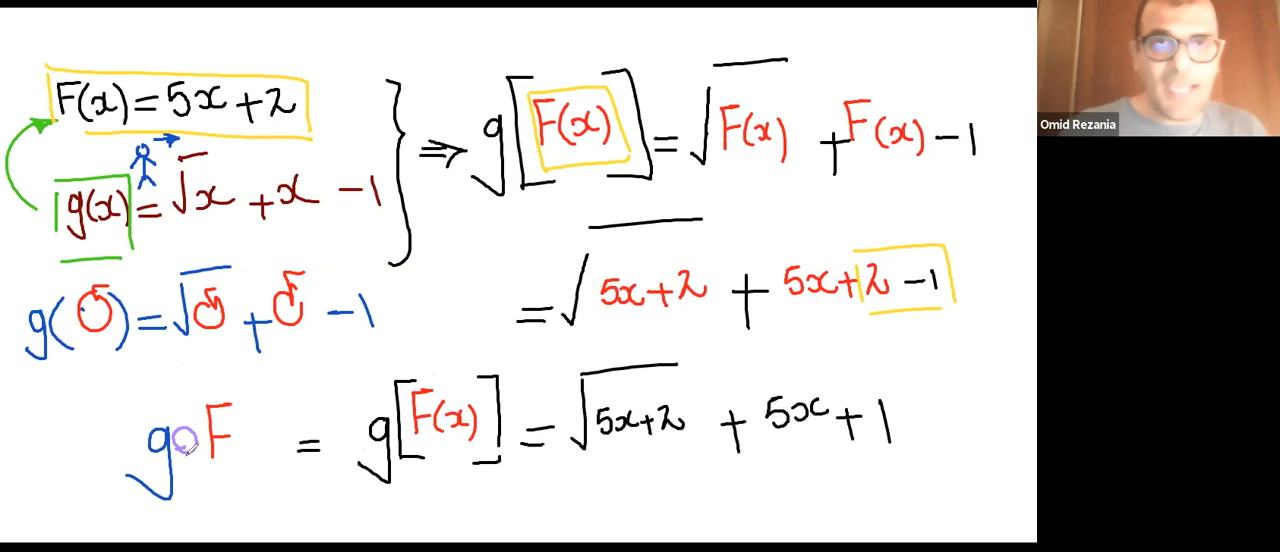 F(x) = 5x + 2
g(x) = √x + x − 1
g( ) = √ + − 1
g[F(x)] = √F(x) + F(x) − 1
= √5x+2 + 5x + 2 − 1
g∘F = g[F(x)] = √5x+2 + 5x + 1
Omid Rezania